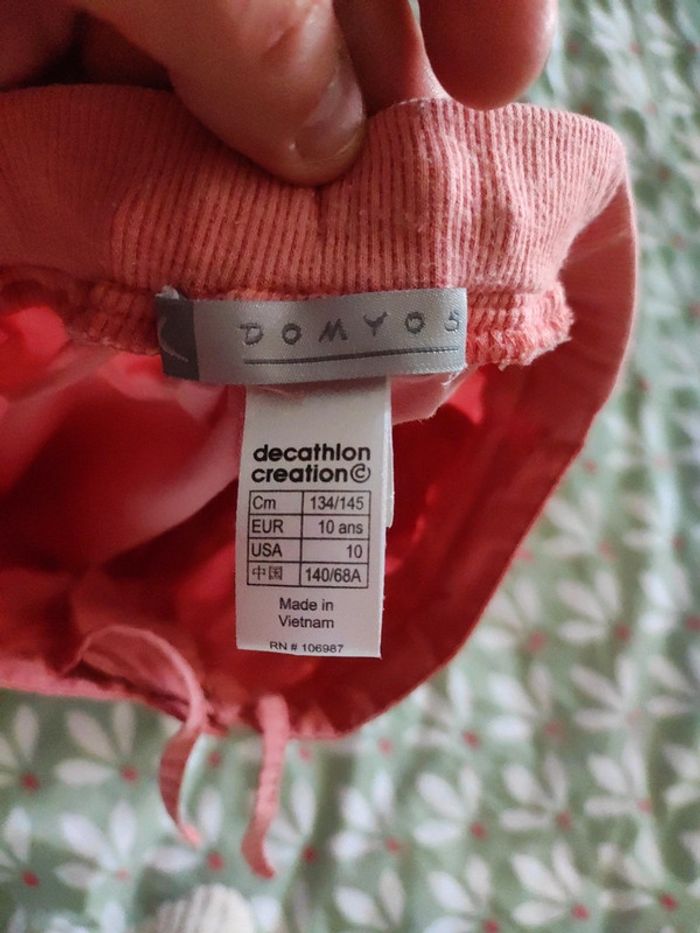 DOMYOS
decathlon
creation©
Cm 134/145
EUR 10 ans
USA 10
中国 140/68A
Made in
Vietnam
RN # 106987